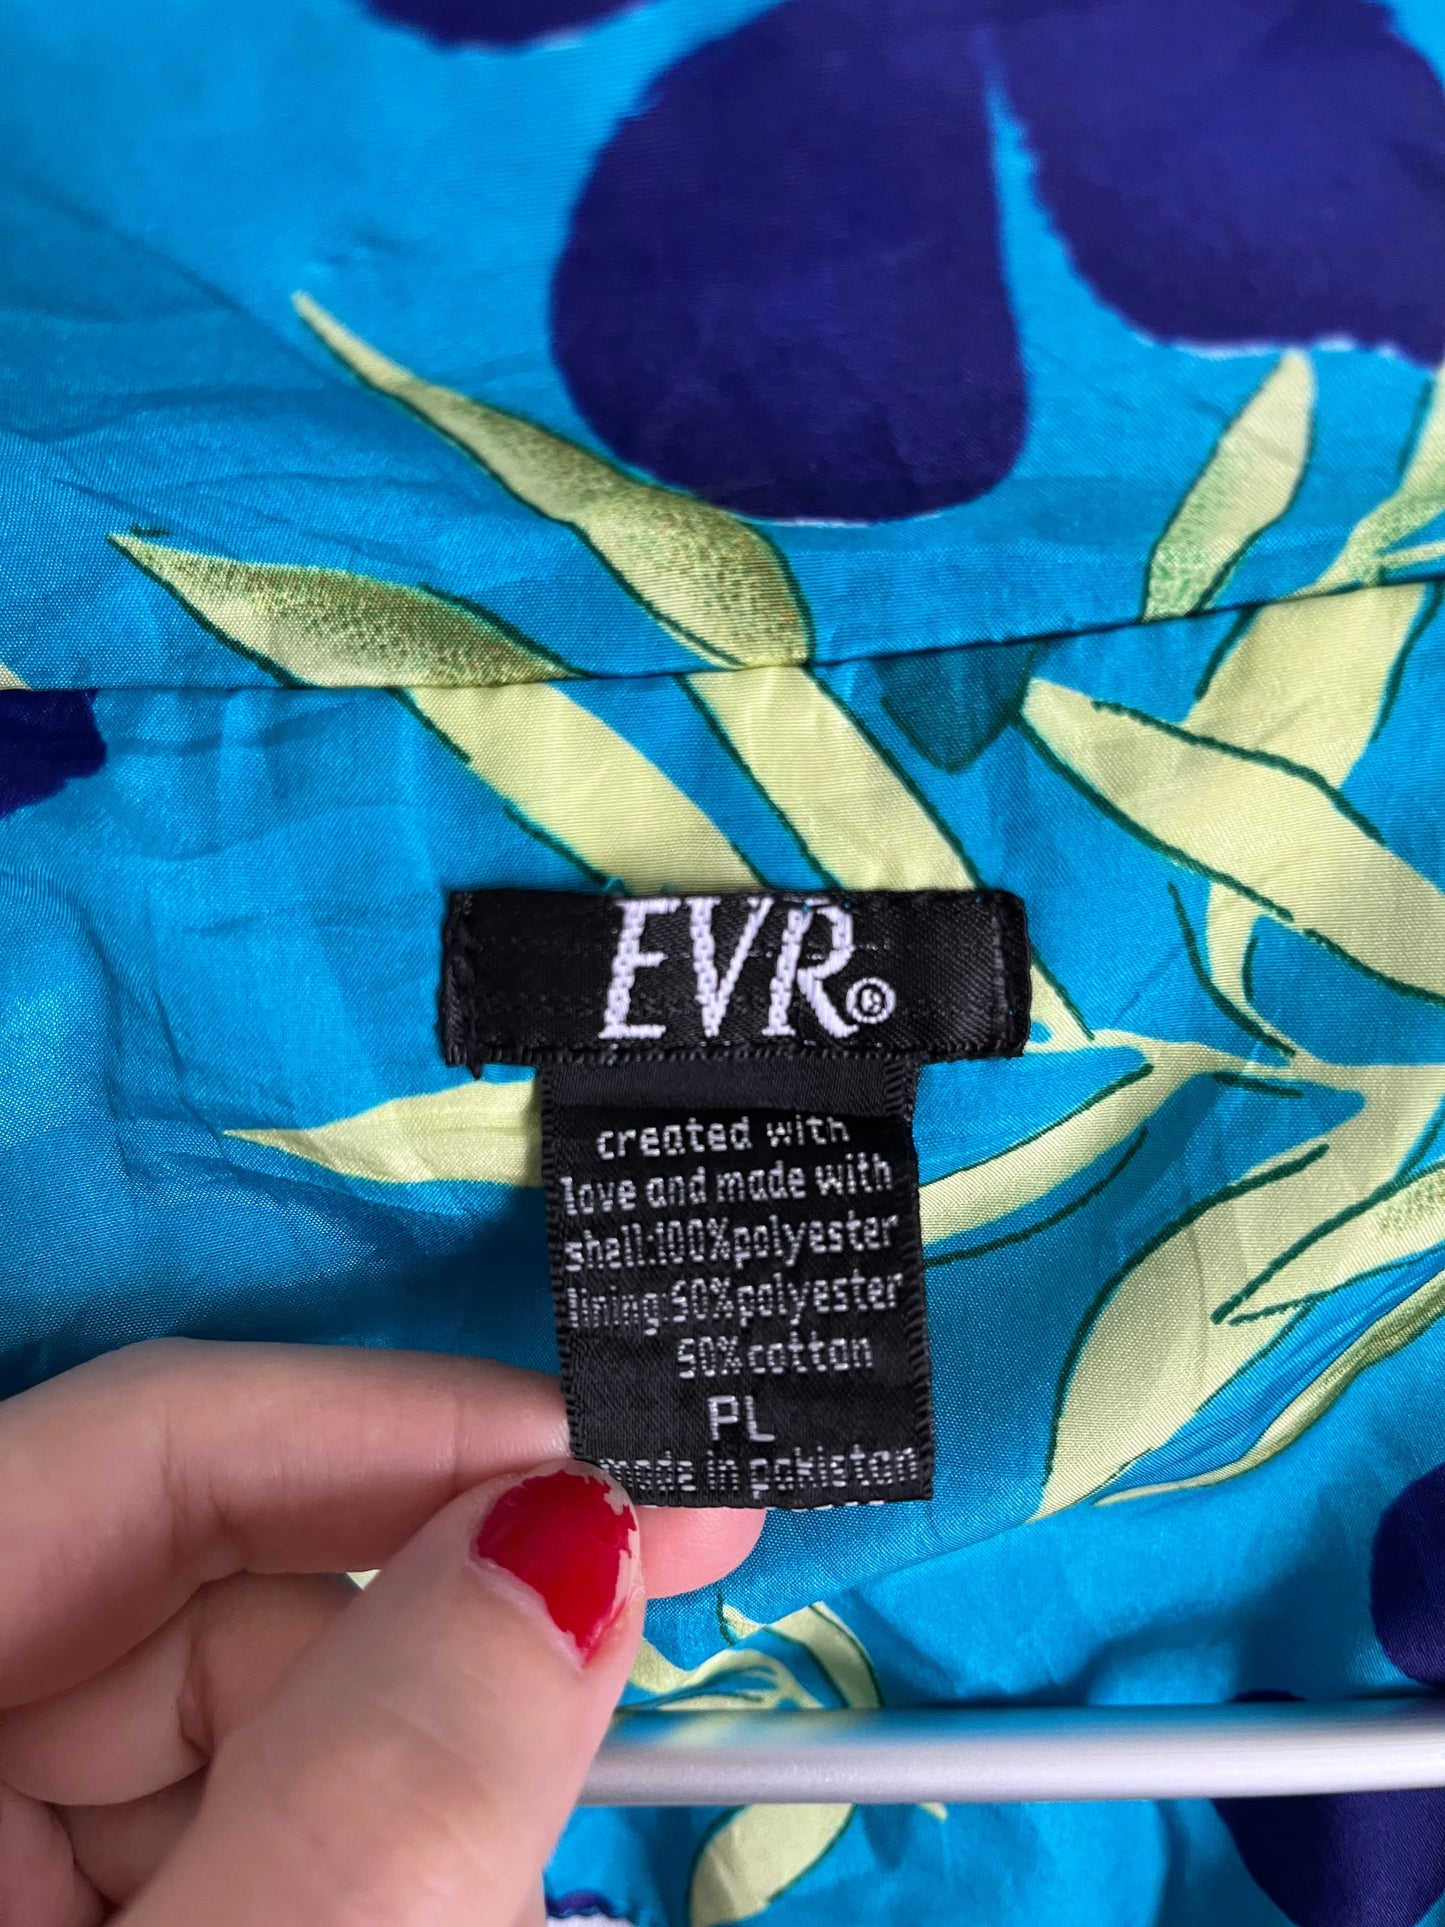 EVR®
created with
love and made with
shell:100%polyester
lining:50%polyester
50%cotton
PL
made in pakistan